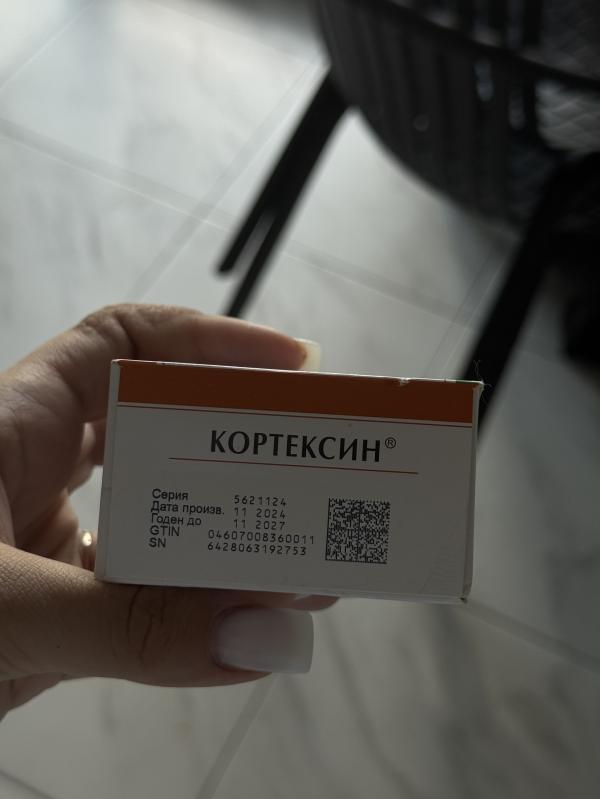 КОРТЕКСИН®
Серия 5621124
Дата произв. 11 2024
Годен до 11 2027
GTIN 04607008360011
SN 6428063192753